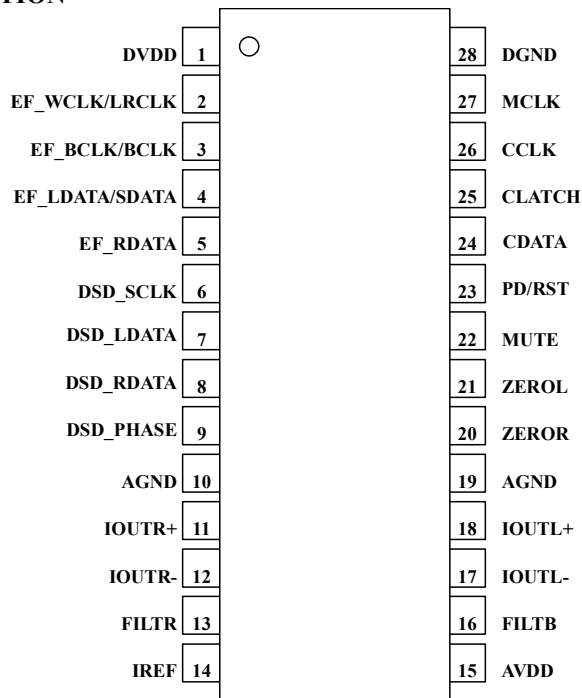 DVDD 1 28 DGND
EF_WCLK/LRCLK 2 27 MCLK
EF_BCLK/BCLK 3 26 CCLK
EF_LDATA/SDATA 4 25 CLATCH
EF_RDATA 5 24 CDATA
DSD_SCLK 6 23 PD/RST
DSD_LDATA 7 22 MUTE
DSD_RDATA 8 21 ZEROL
DSD_PHASE 9 20 ZEROR
AGND 10 19 AGND
IOUTR+ 11 18 IOUTL+
IOUTR- 12 17 IOUTL-
FILTR 13 16 FILTB
IREF 14 15 AVDD